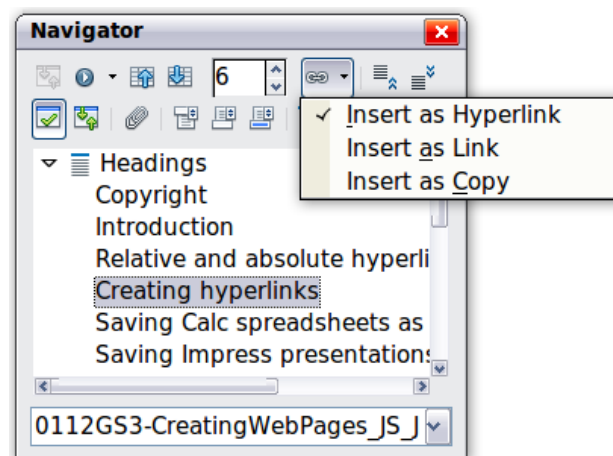 Navigator
6
Insert as Hyperlink
Insert as Link
Insert as Copy
Headings
Copyright
Introduction
Relative and absolute hyperli
Creating hyperlinks
Saving Calc spreadsheets as
Saving Impress presentations
0112GS3-CreatingWebPages_JS_J